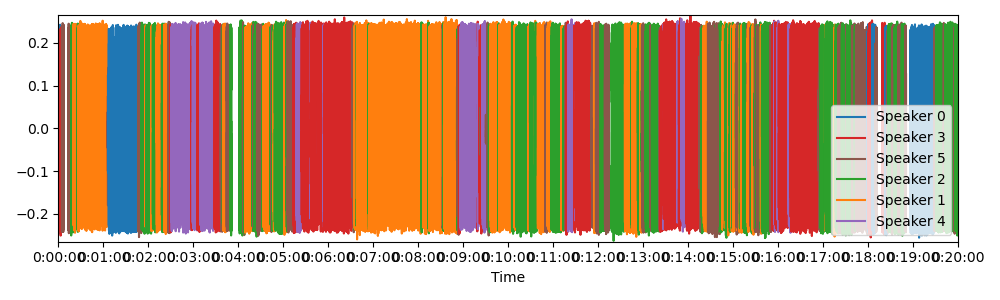 0.2
0.1
0.0
−0.1
−0.2
Speaker 0
Speaker 3
Speaker 5
Speaker 2
Speaker 1
Speaker 4
0:00:00 0:01:00 0:02:00 0:03:00 0:04:00 0:05:00 0:06:00 0:07:00 0:08:00 0:09:00 0:10:00 0:11:00 0:12:00 0:13:00 0:14:00 0:15:00 0:16:00 0:17:00 0:18:00 0:19:00 0:20:00
Time